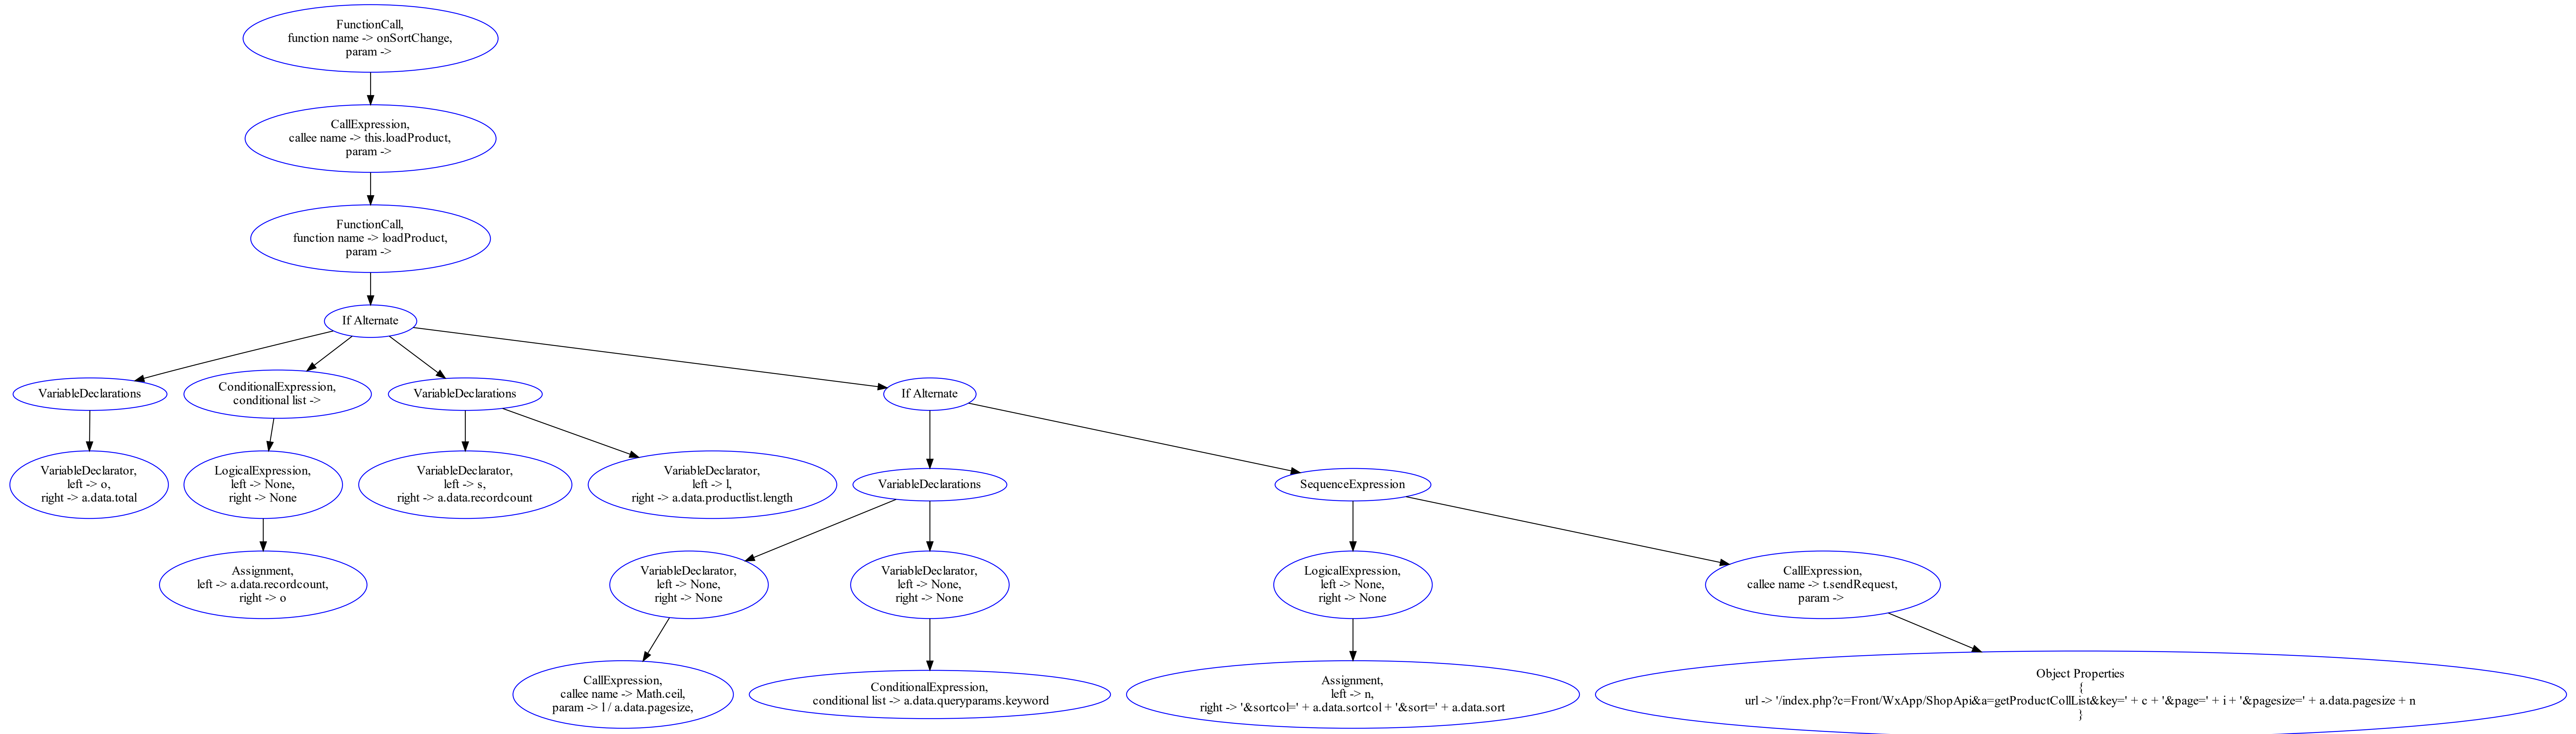 FunctionCall,
function name -> onSortChange,
param ->
CallExpression,
callee name -> this.loadProduct,
param ->
FunctionCall,
function name -> loadProduct,
param ->
If Alternate
VariableDeclarations
ConditionalExpression,
conditional list ->
VariableDeclarations
If Alternate
VariableDeclarator,
left -> o,
right -> a.data.total
LogicalExpression,
left -> None,
right -> None
VariableDeclarator,
left -> s,
right -> a.data.recordcount
VariableDeclarator,
left -> l,
right -> a.data.productlist.length
VariableDeclarations
SequenceExpression
Assignment,
left -> a.data.recordcount,
right -> o
VariableDeclarator,
left -> None,
right -> None
VariableDeclarator,
left -> None,
right -> None
LogicalExpression,
left -> None,
right -> None
CallExpression,
callee name -> t.sendRequest,
param ->
CallExpression,
callee name -> Math.ceil,
param -> l / a.data.pagesize,
ConditionalExpression,
conditional list -> a.data.queryparams.keyword
Assignment,
left -> n,
right -> '&sortcol=' + a.data.sortcol + '&sort=' + a.data.sort
Object Properties
{
url -> '/index.php?c=Front/WxApp/ShopApi&a=getProductCollList&key=' + c + '&page=' + i + '&pagesize=' + a.data.pagesize + n
}